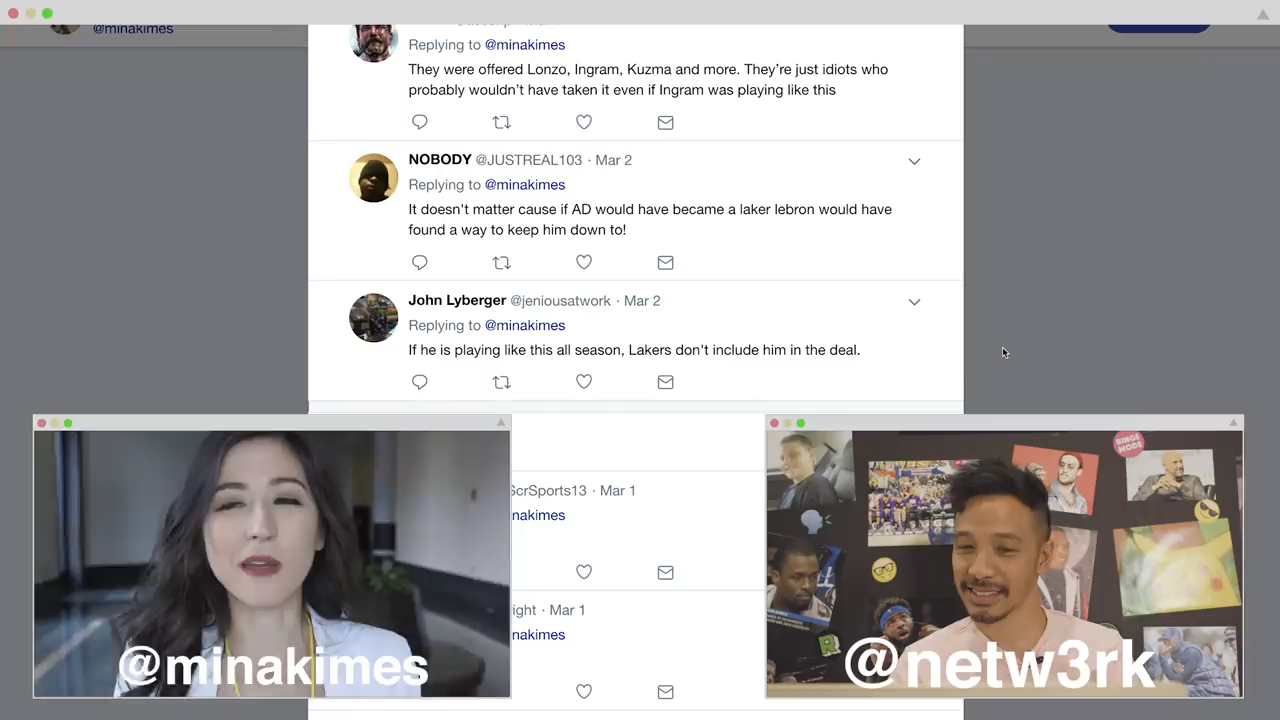 @minakimes
Replying to @minakimes
They were offered Lonzo, Ingram, Kuzma and more. They’re just idiots who
probably wouldn’t have taken it even if Ingram was playing like this
NOBODY @JUSTREAL103 · Mar 2
Replying to @minakimes
It doesn't matter cause if AD would have became a laker lebron would have
found a way to keep him down to!
John Lyberger @jeniousatwork · Mar 2
Replying to @minakimes
If he is playing like this all season, Lakers don't include him in the deal.
ScrSports13 · Mar 1
nakimes
ight · Mar 1
nakimes
@minakimes
BINGE
MODE
R
@netw3rk